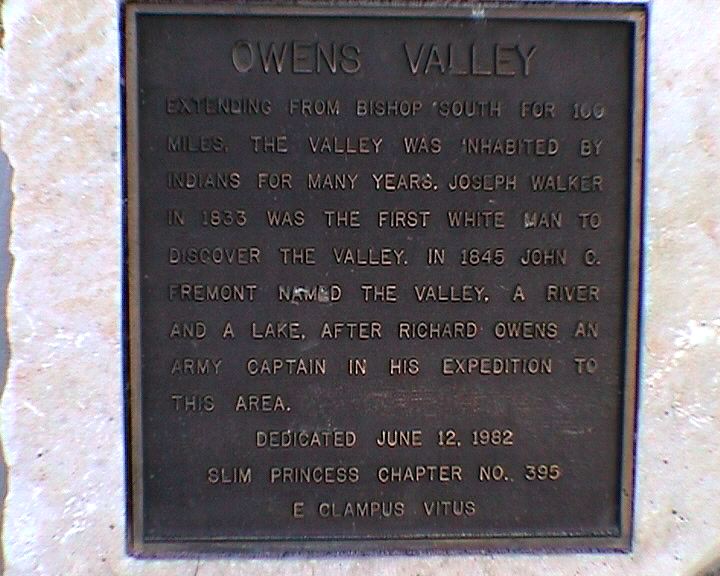 OWENS VALLEY
EXTENDING FROM BISHOP SOUTH FOR 100
MILES. THE VALLEY WAS INHABITED BY
INDIANS FOR MANY YEARS. JOSEPH WALKER
IN 1833 WAS THE FIRST WHITE MAN TO
DISCOVER THE VALLEY. IN 1845 JOHN C.
FREMONT NAMED THE VALLEY, A RIVER
AND A LAKE, AFTER RICHARD OWENS AN
ARMY CAPTAIN IN HIS EXPEDITION TO
THIS AREA.
DEDICATED JUNE 12, 1982
SLIM PRINCESS CHAPTER NO. 395
E CLAMPUS VITUS